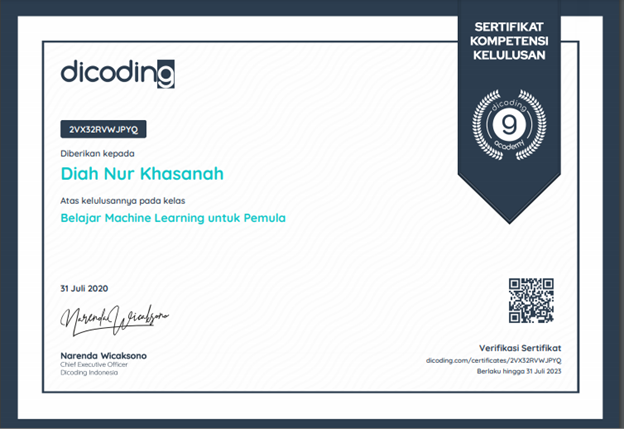 dicoding
SERTIFIKAT
KOMPETENSI
KELULUSAN
dicoding
9
academy
2VX32RVWJPYQ
Diberikan kepada
Diah Nur Khasanah
Atas kelulusannya pada kelas
Belajar Machine Learning untuk Pemula
31 Juli 2020
Narenda Wicaksono
Narenda Wicaksono
Chief Executive Officer
Dicoding Indonesia
Verifikasi Sertifikat
dicoding.com/certificates/2VX32RVWJPYQ
Berlaku hingga 31 Juli 2023